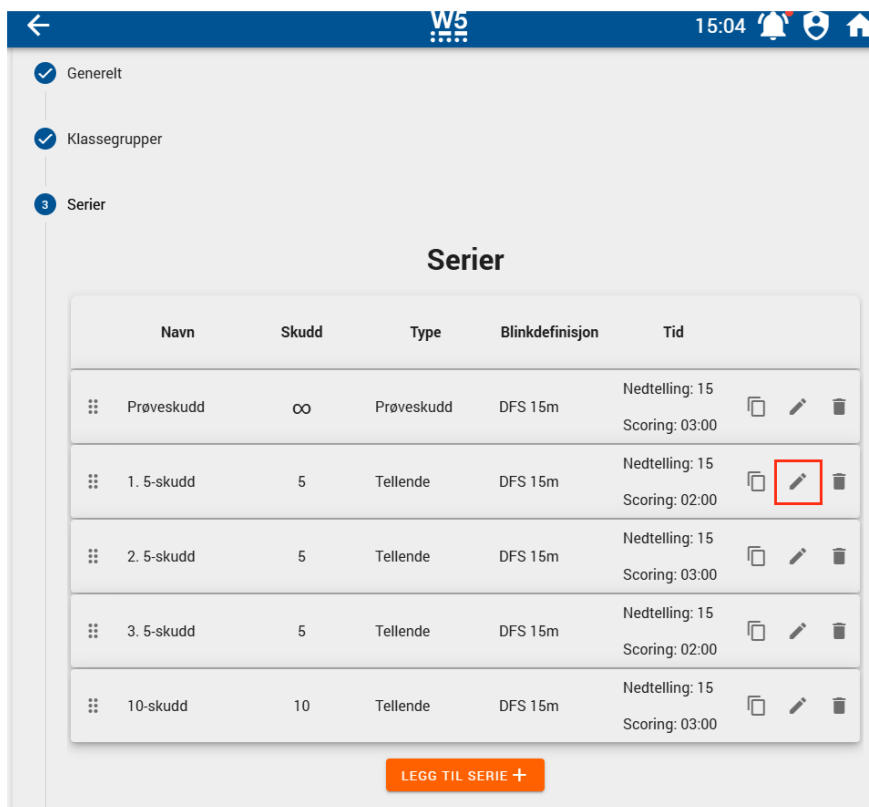 W5
15:04
Generelt
Klassegrupper
3 Serier
Serier
Navn Skudd Type Blinkdefinisjon Tid
Prøveskudd ∞ Prøveskudd DFS 15m Nedtelling: 15
Scoring: 03:00
1. 5-skudd 5 Tellende DFS 15m Nedtelling: 15
Scoring: 02:00
2. 5-skudd 5 Tellende DFS 15m Nedtelling: 15
Scoring: 03:00
3. 5-skudd 5 Tellende DFS 15m Nedtelling: 15
Scoring: 02:00
10-skudd 10 Tellende DFS 15m Nedtelling: 15
Scoring: 03:00
LEGG TIL SERIE +